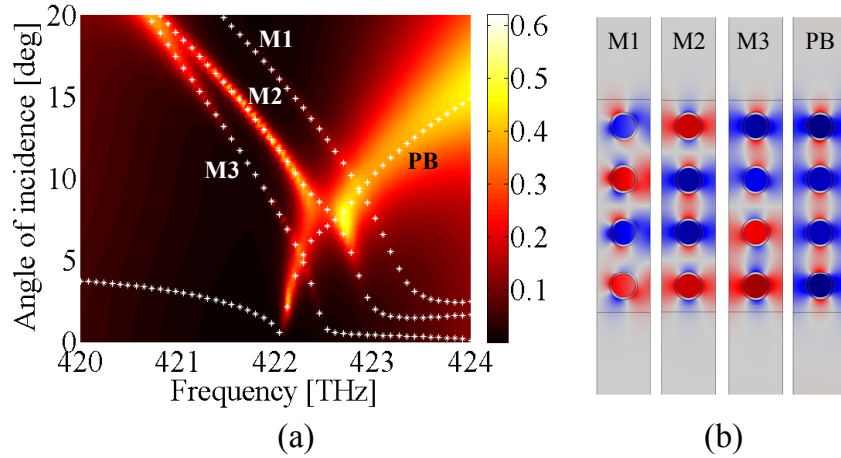 20
15
10
5
0
Angle of incidence [deg]
M1
M2
M3
PB
420 421 422 423 424
Frequency [THz]
0.6
0.5
0.4
0.3
0.2
0.1
(a)
M1 M2 M3 PB
(b)